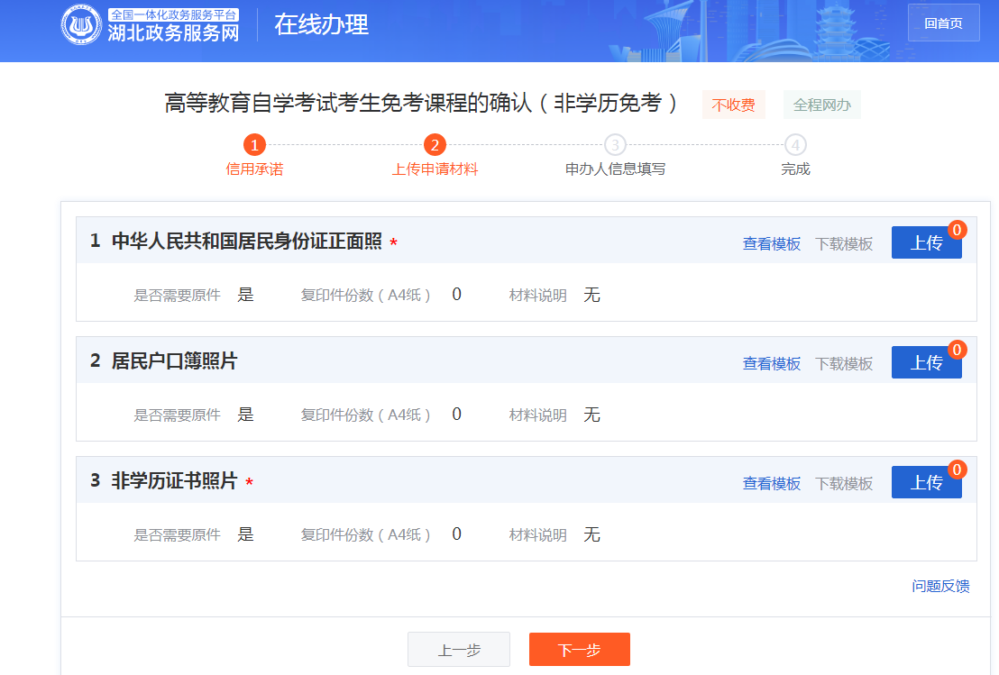 全国一体化政务服务平台
湖北政务服务网
在线办理
回首页
高等教育自学考试考生免考课程的确认（非学历免考） 不收费 全程网办
1 2 3 4
信用承诺 上传申请材料 申办人信息填写 完成
1 中华人民共和国居民身份证正面照 * 查看模板 下载模板 上传 0
是否需要原件 是 复印件份数（A4纸） 0 材料说明 无
2 居民户口簿照片 查看模板 下载模板 上传 0
是否需要原件 是 复印件份数（A4纸） 0 材料说明 无
3 非学历证书照片 * 查看模板 下载模板 上传 0
是否需要原件 是 复印件份数（A4纸） 0 材料说明 无
问题反馈
上一步 下一步